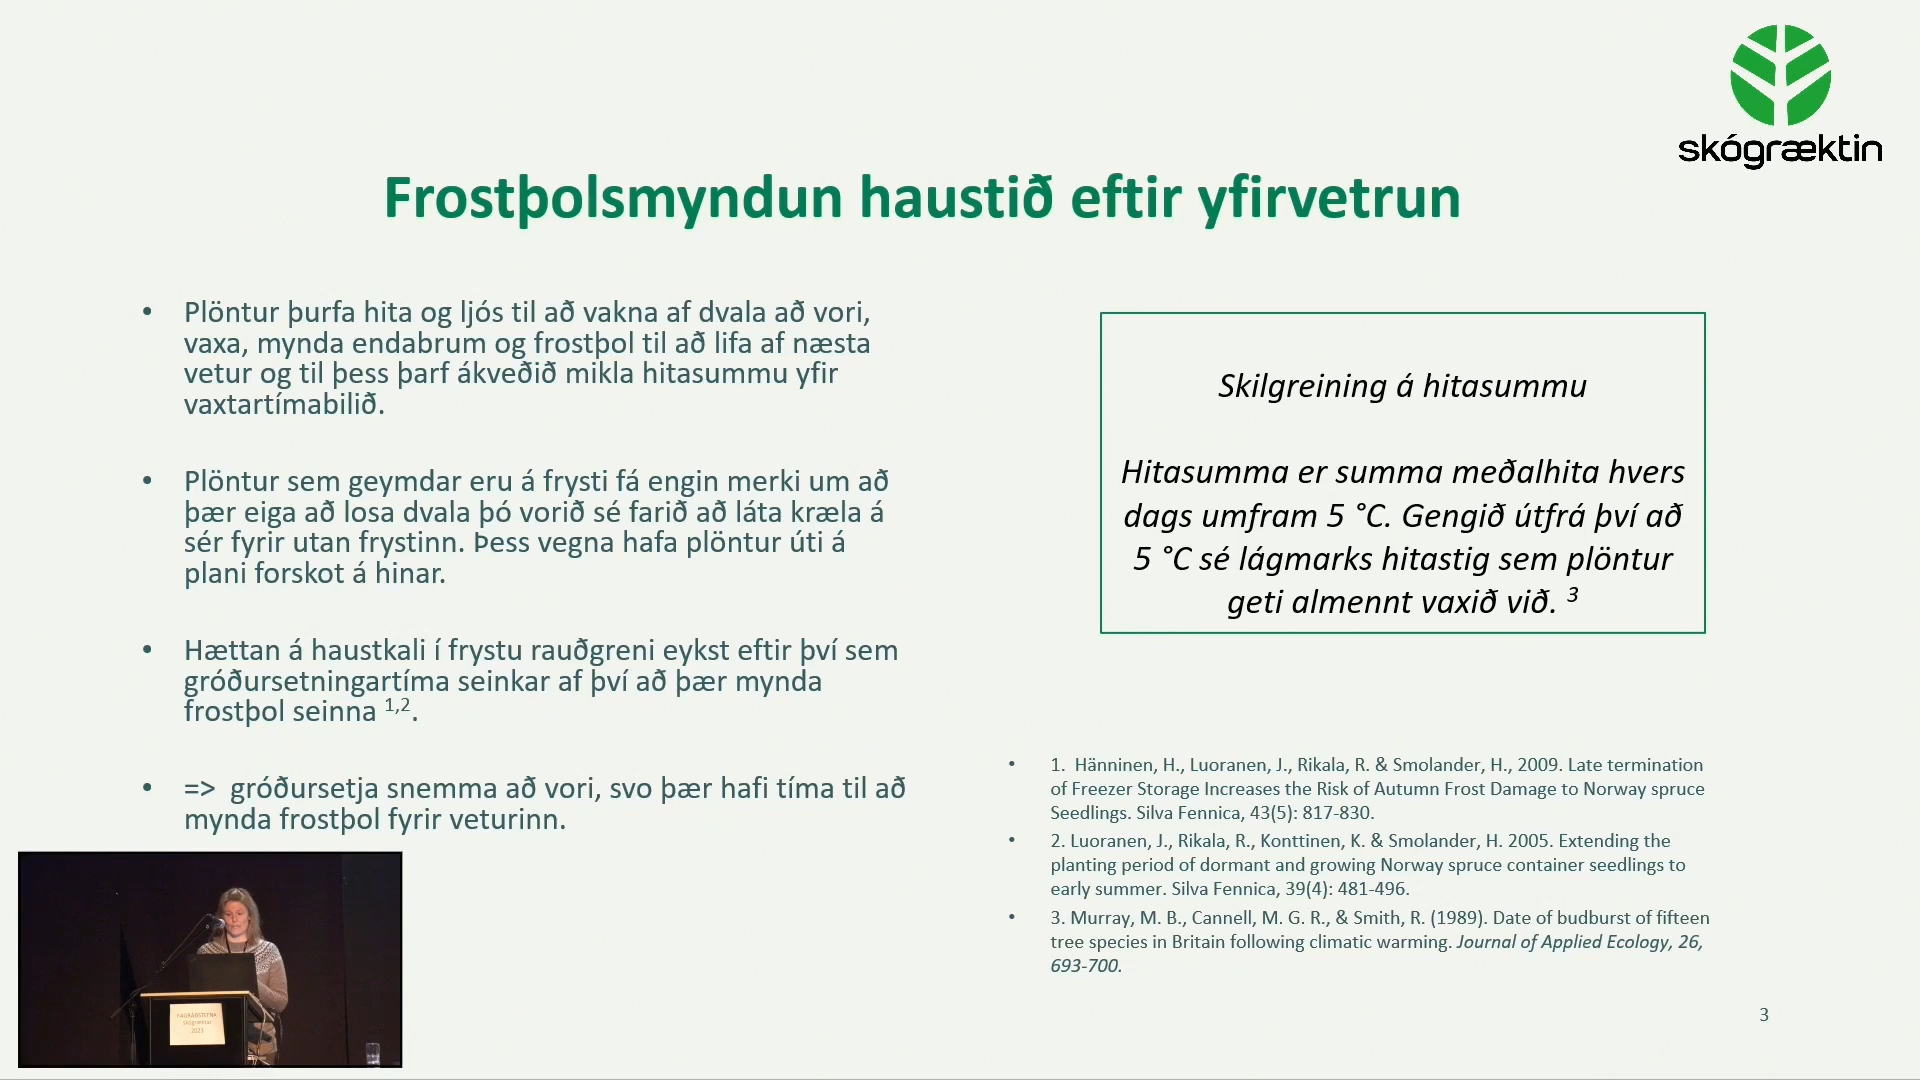 skógræktin
Frostþolsmyndun haustið eftir yfirvetrun
• Plöntur þurfa hita og ljós til að vakna af dvala að vori,
vaxa, mynda endabrum og frostþol til að lifa af næsta
vetur og til þess þarf ákveðið mikla hitasummu yfir
vaxtartímabilið.
• Plöntur sem geymdar eru á frysti fá engin merki um að
þær eiga að losa dvala þó vorið sé farið að láta kræla á
sér fyrir utan frystinn. Þess vegna hafa plöntur úti á
plani forskot á hinar.
• Hættan á haustkali í frystu rauðgreni eykst eftir því sem
gróðursetningartíma seinkar af því að þær mynda
frostþol seinna 1,2.
• => gróðursetja snemma að vori, svo þær hafi tíma til að
mynda frostþol fyrir veturinn.
Skilgreining á hitasummu
Hitasumma er summa meðalhita hvers
dags umfram 5 °C. Gengið útfrá því að
5 °C sé lágmarks hitastig sem plöntur
geti almennt vaxið við. 3
• 1. Hänninen, H., Luoranen, J., Rikala, R. & Smolander, H., 2009. Late termination
of Freezer Storage Increases the Risk of Autumn Frost Damage to Norway spruce
Seedlings. Silva Fennica, 43(5): 817-830.
• 2. Luoranen, J., Rikala, R., Konttinen, K. & Smolander, H. 2005. Extending the
planting period of dormant and growing Norway spruce container seedlings to
early summer. Silva Fennica, 39(4): 481-496.
• 3. Murray, M. B., Cannell, M. G. R., & Smith, R. (1989). Date of budburst of fifteen
tree species in Britain following climatic warming. Journal of Applied Ecology, 26,
693-700.
FAGRÁÐSTEFNA
skógræktar
2023
3